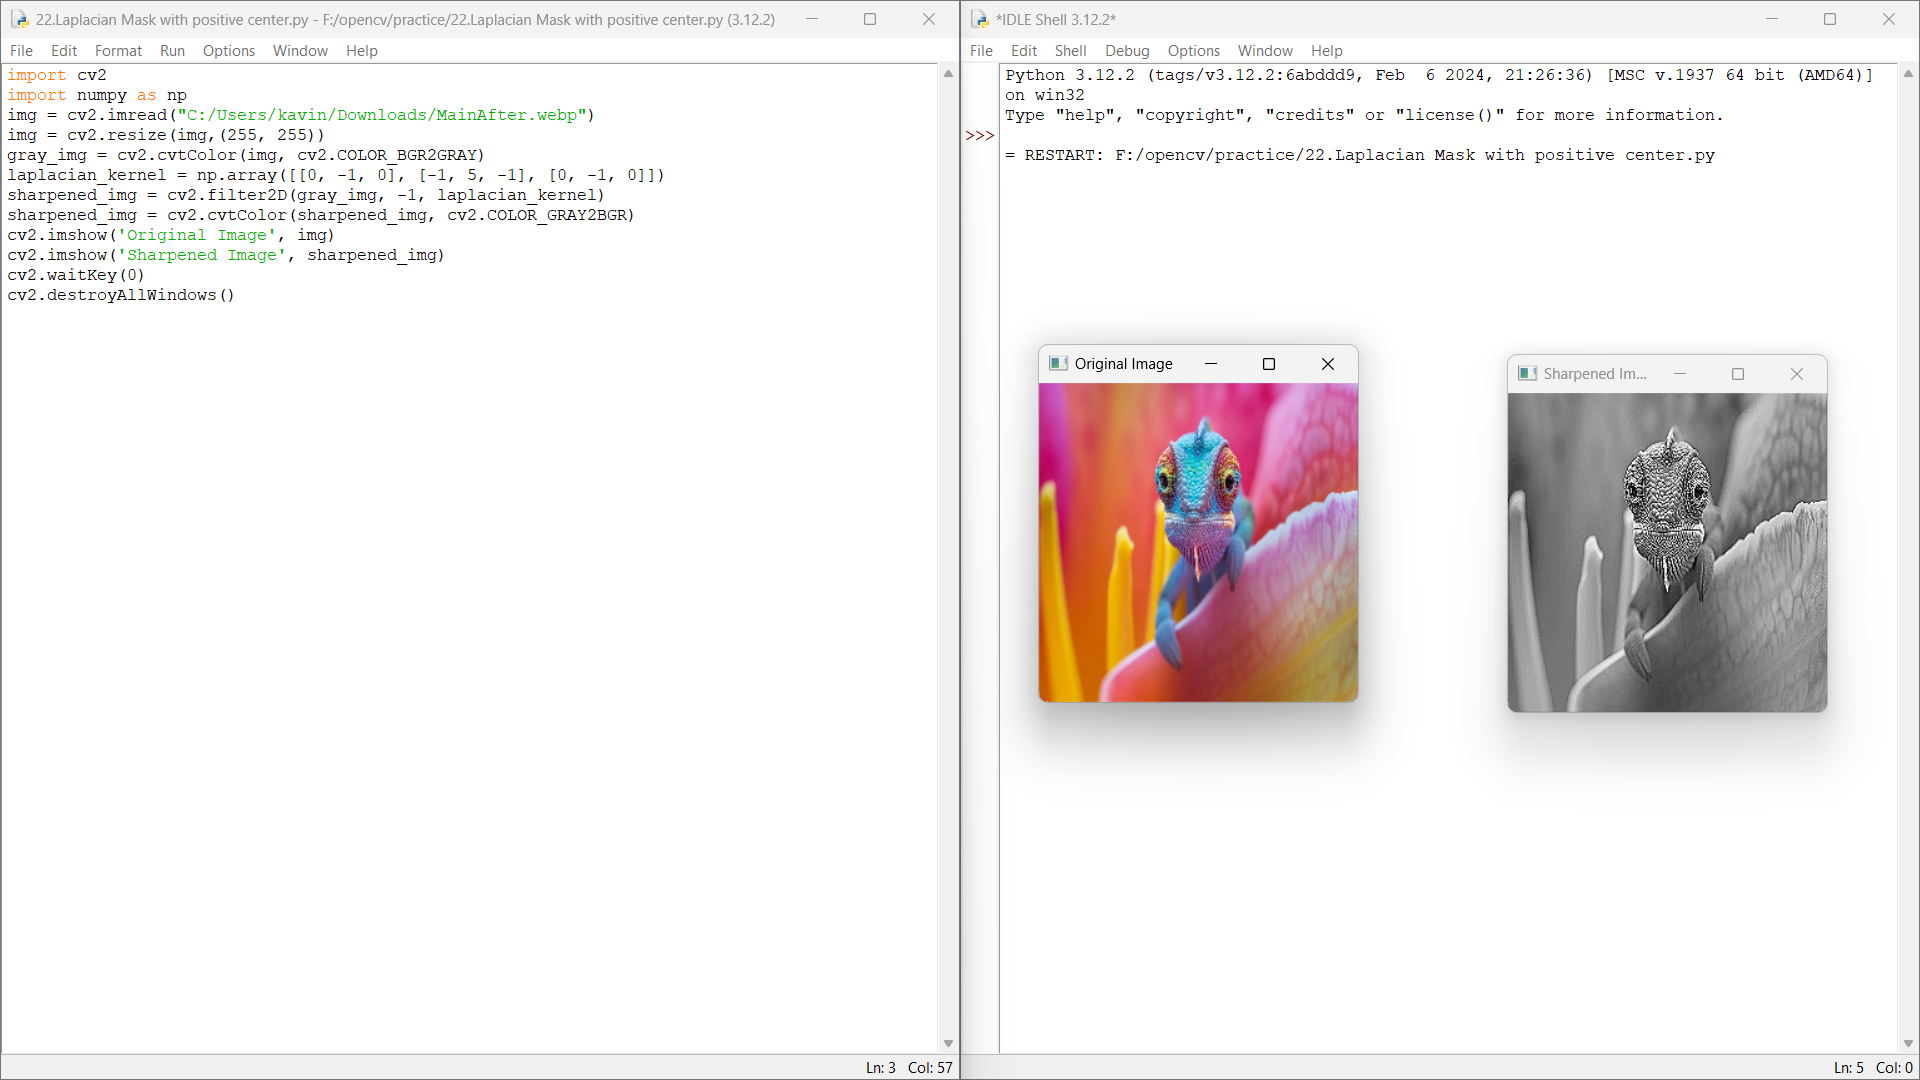 22.Laplacian Mask with positive center.py - F:/opencv/practice/22.Laplacian Mask with positive center.py (3.12.2)
File Edit Format Run Options Window Help
import cv2
import numpy as np
img = cv2.imread("C:/Users/kavin/Downloads/MainAfter.webp")
img = cv2.resize(img,(255, 255))
gray_img = cv2.cvtColor(img, cv2.COLOR_BGR2GRAY)
laplacian_kernel = np.array([[0, -1, 0], [-1, 5, -1], [0, -1, 0]])
sharpened_img = cv2.filter2D(gray_img, -1, laplacian_kernel)
sharpened_img = cv2.cvtColor(sharpened_img, cv2.COLOR_GRAY2BGR)
cv2.imshow('Original Image', img)
cv2.imshow('Sharpened Image', sharpened_img)
cv2.waitKey(0)
cv2.destroyAllWindows()
Ln: 3 Col: 57
*IDLE Shell 3.12.2*
File Edit Shell Debug Options Window Help
Python 3.12.2 (tags/v3.12.2:6abddd9, Feb  6 2024, 21:26:36) [MSC v.1937 64 bit (AMD64)]
on win32
Type "help", "copyright", "credits" or "license()" for more information.
>>>
= RESTART: F:/opencv/practice/22.Laplacian Mask with positive center.py
Original Image
Sharpened Im...
Ln: 5 Col: 0